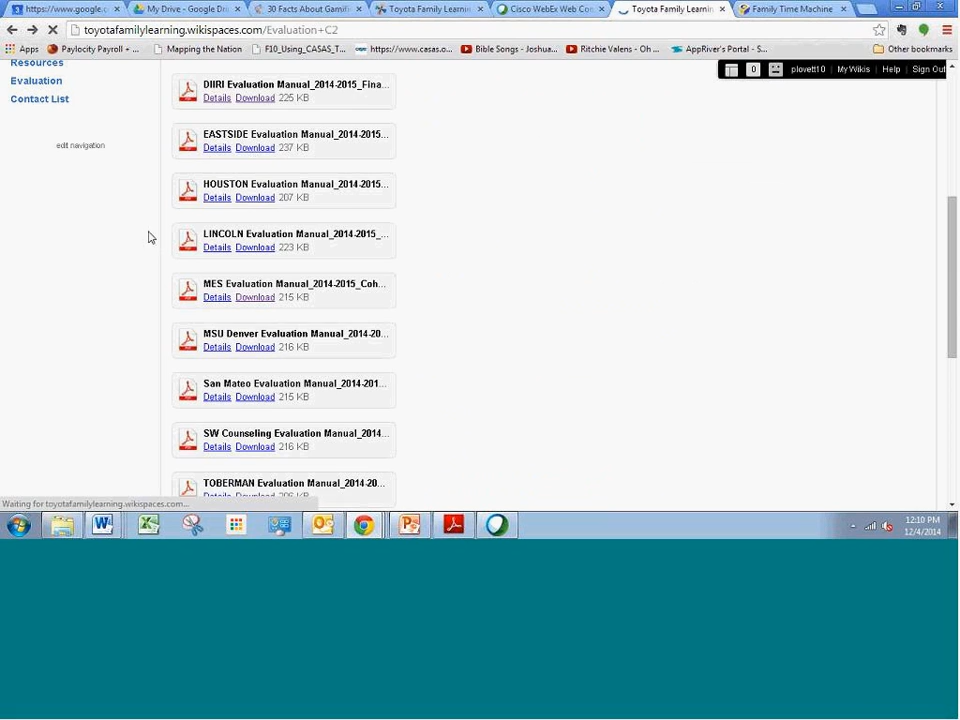 https://www.google.c
My Drive - Google Dri
30 Facts About Gamifi
Toyota Family Learnin
Cisco WebEx Web Con
Toyota Family Learnin
Family Time Machine
toyotafamilylearning.wikispaces.com/Evaluation+C2
Apps
Paylocity Payroll + ...
Mapping the Nation
F10_Using_CASAS_T...
https://www.casas.o...
Bible Songs - Joshua...
Ritchie Valens - Oh ...
AppRiver's Portal - S...
Other bookmarks
0 plovett10 My Wikis Help Sign Out
Resources
Evaluation
Contact List
edit navigation
DIIRI Evaluation Manual_2014-2015_Fina...
Details Download 225 KB
EASTSIDE Evaluation Manual_2014-2015...
Details Download 237 KB
HOUSTON Evaluation Manual_2014-2015...
Details Download 207 KB
LINCOLN Evaluation Manual_2014-2015_...
Details Download 223 KB
MES Evaluation Manual_2014-2015_Coh...
Details Download 215 KB
MSU Denver Evaluation Manual_2014-20...
Details Download 216 KB
San Mateo Evaluation Manual_2014-201...
Details Download 215 KB
SW Counseling Evaluation Manual_2014...
Details Download 216 KB
TOBERMAN Evaluation Manual_2014-20...
Details Download
Waiting for toyotafamilylearning.wikispaces.com...
12:10 PM
12/4/2014